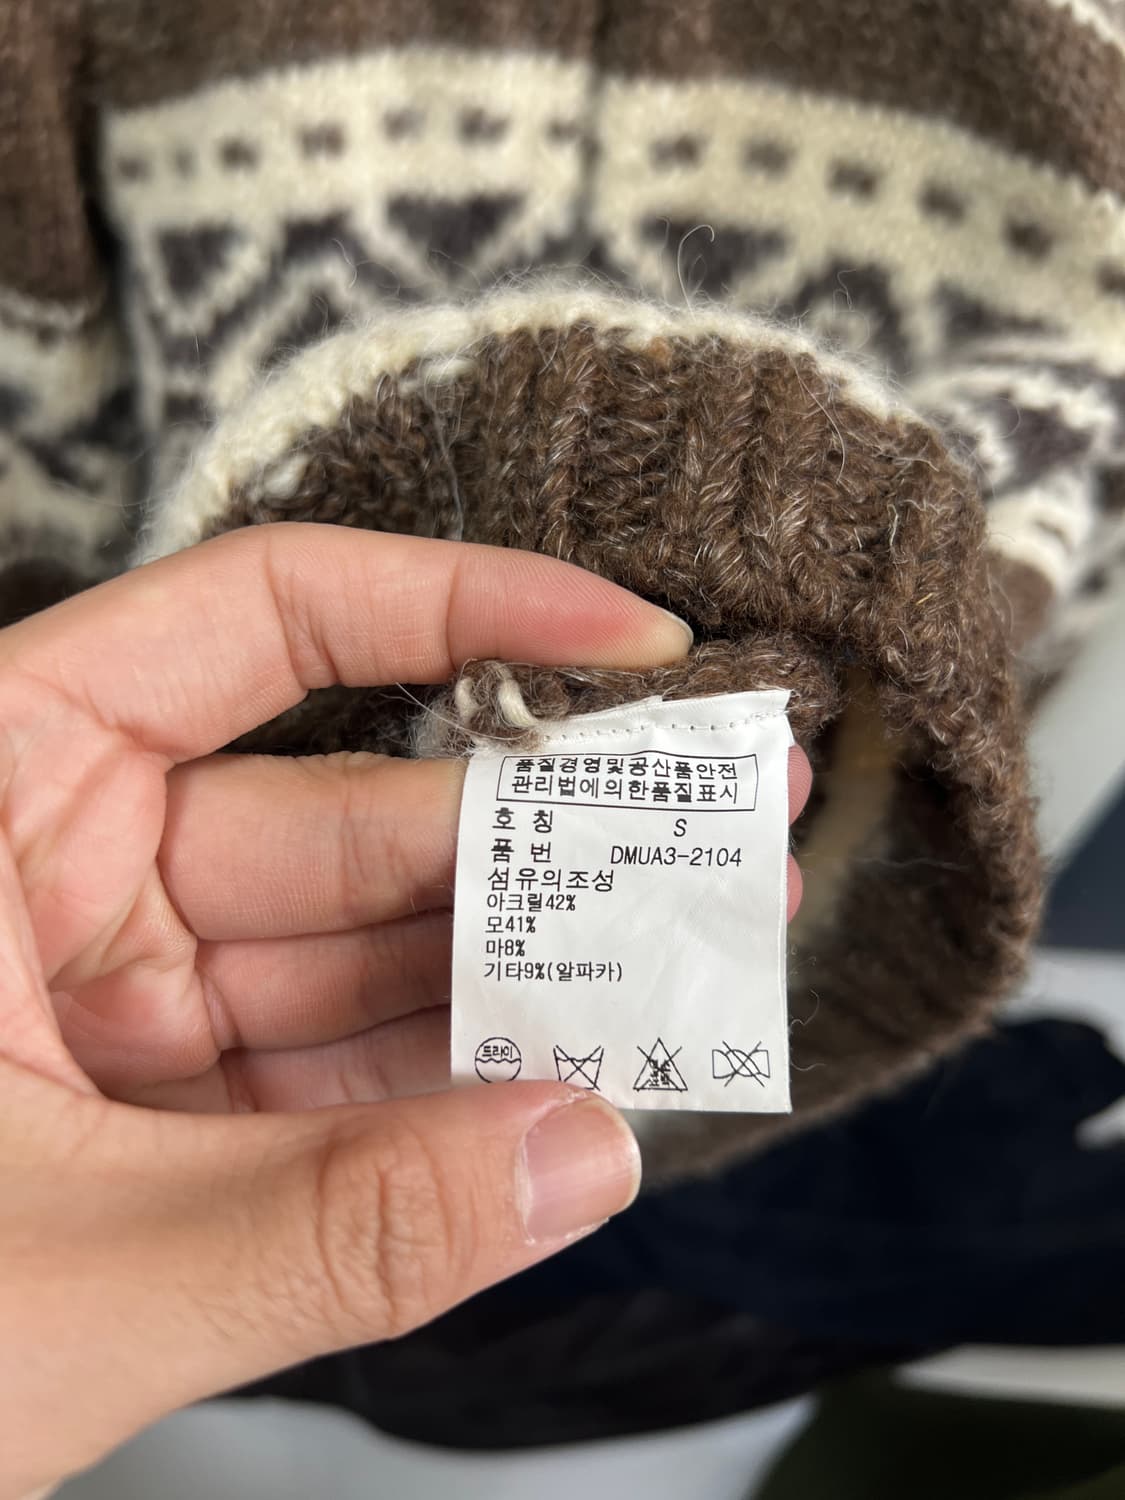 품질경영및공산품안전
관리법에의한품질표시
호 칭 S
품 번 DMUA3-2104
섬유의조성
아크릴42%
모41%
마8%
기타9%(알파카)
드라이